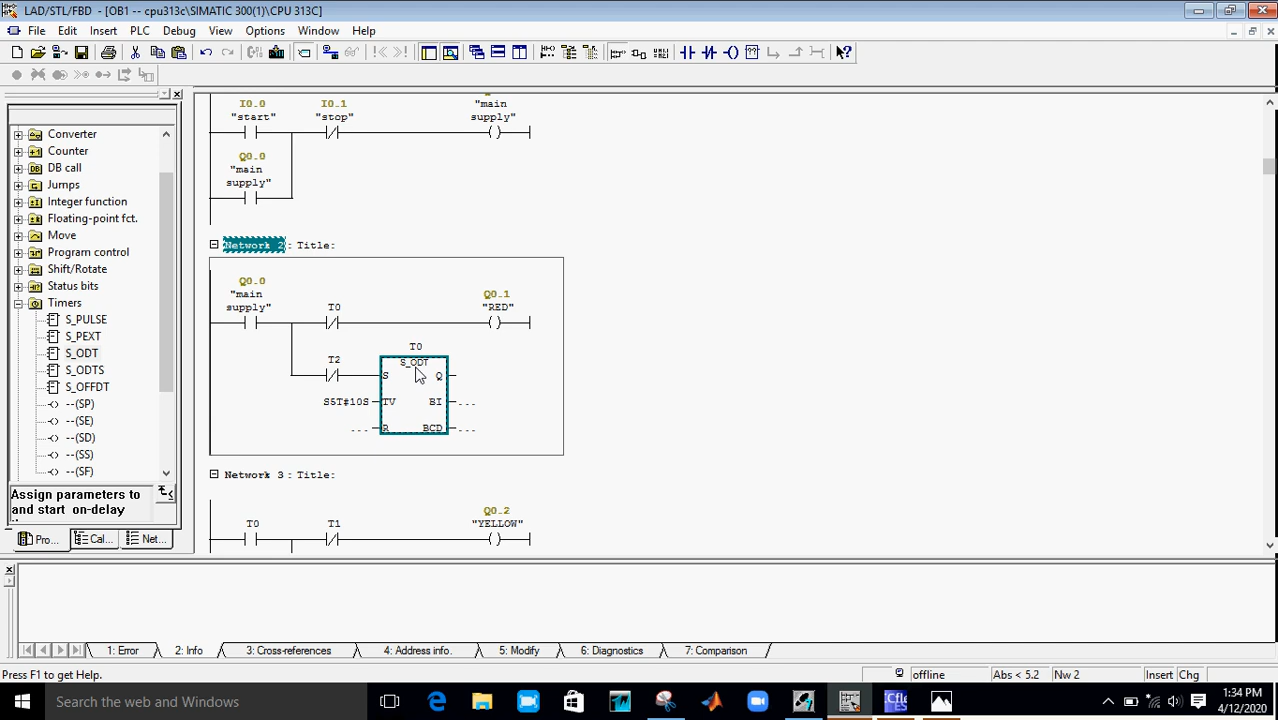 LAD/STL/FBD - [OB1 -- cpu313c\SIMATIC 300(1)\CPU 313C]
File Edit Insert PLC Debug View Options Window Help
Converter
Counter
DB call
Jumps
Integer function
Floating-point fct.
Move
Program control
Shift/Rotate
Status bits
Timers
S_PULSE
S_PEXT
S_ODT
S_ODTS
S_OFFDT
--(SP)
--(SE)
--(SD)
--(SS)
--(SF)
Assign parameters to
and start on-delay
Pro... Cal... Net...
I0.0 I0.1 "main
"start" "stop" supply"
Q0.0
"main
supply"
Network 2 : Title:
Q0.0
"main Q0.1
supply" T0 "RED"
T0
T2 S_ODT
S Q
S5T#10S TV BI ...
... R BCD ...
Network 3 : Title:
Q0.2
T0 T1 "YELLOW"
1: Error 2: Info 3: Cross-references 4: Address info. 5: Modify 6: Diagnostics 7: Comparison
Press F1 to get Help. offline Abs < 5.2 Nw 2 Insert Chg
Search the web and Windows
1:34 PM
4/12/2020